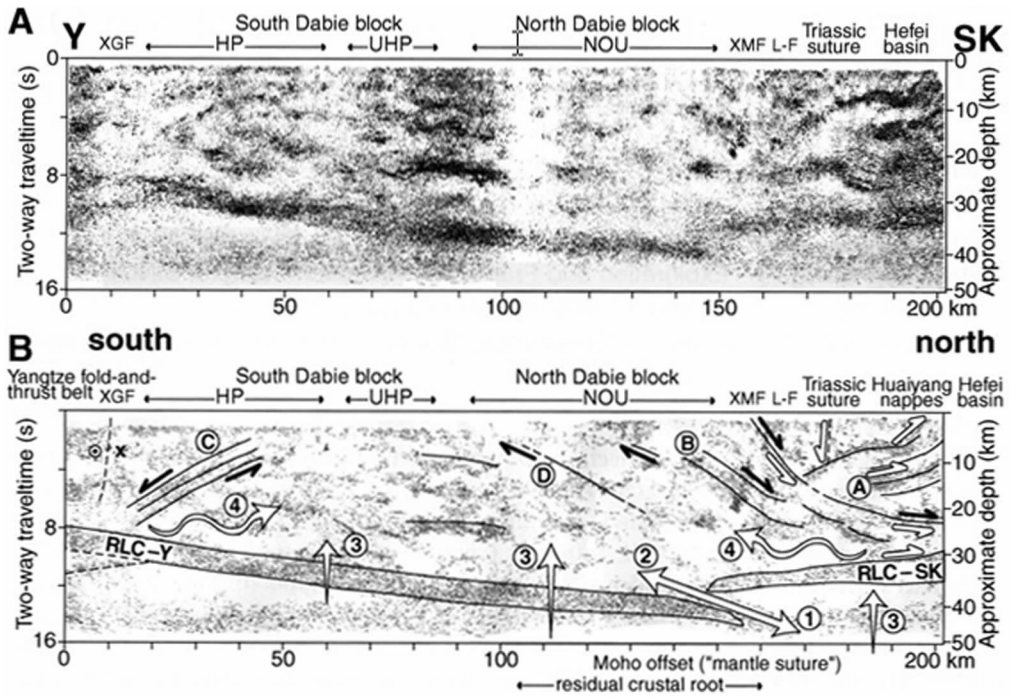 A
Y
South Dabie block
North Dabie block
SK
XGF
HP
UHP
NOU
XMF L-F
Triassic
suture
Hefei
basin
Two-way traveltime (s)
0
8
16
0
10
20
30
40
50
Approximate depth (km)
0
50
100
150
200 km
B
south
north
Yangtze fold-and-
thrust belt
XGF
South Dabie block
HP
UHP
North Dabie block
NOU
XMF L-F
Triassic
suture
Huaiyang
nappes
Hefei
basin
Two-way traveltime (s)
8
16
10
20
30
40
50
Approximate depth (km)
x
C
D
B
A
4
3
3
2
4
1
3
RLC-Y
RLC-SK
0
50
100
Moho offset ("mantle suture")
200 km
residual crustal root